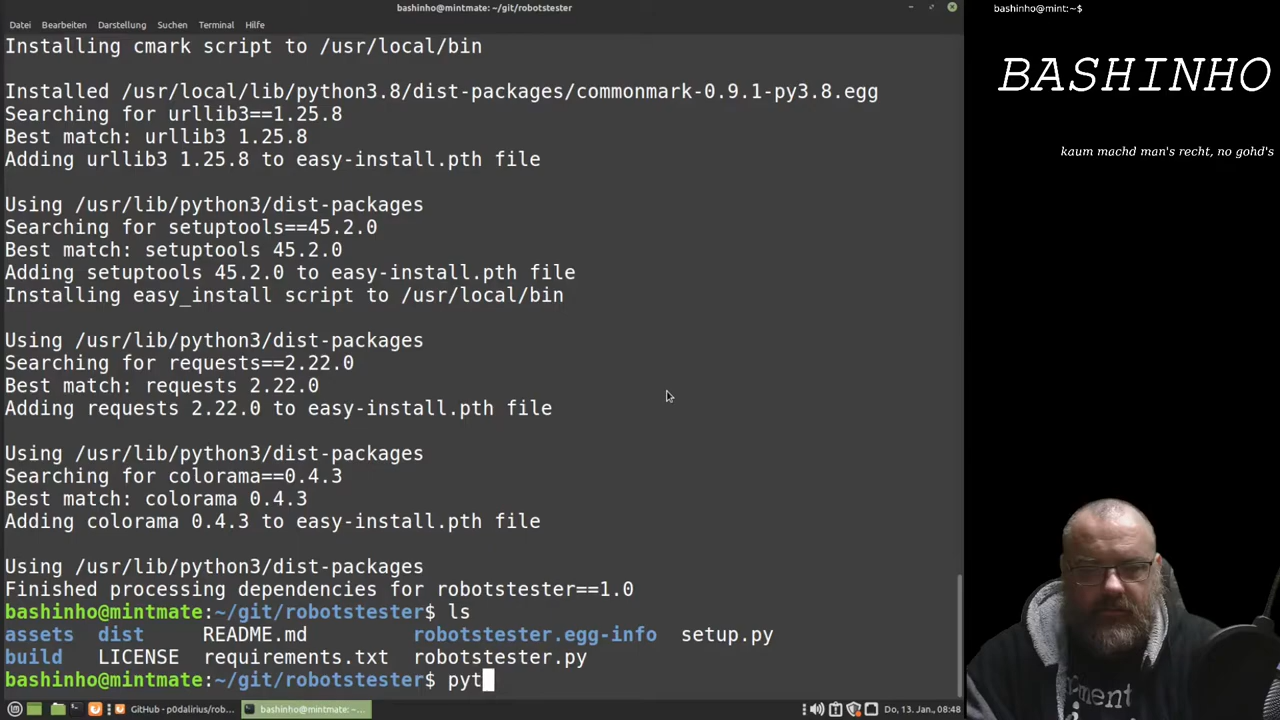 bashinho@mintmate: ~/git/robotstester
Datei Bearbeiten Darstellung Suchen Terminal Hilfe
Installing cmark script to /usr/local/bin
Installed /usr/local/lib/python3.8/dist-packages/commonmark-0.9.1-py3.8.egg
Searching for urllib3==1.25.8
Best match: urllib3 1.25.8
Adding urllib3 1.25.8 to easy-install.pth file
Using /usr/lib/python3/dist-packages
Searching for setuptools==45.2.0
Best match: setuptools 45.2.0
Adding setuptools 45.2.0 to easy-install.pth file
Installing easy_install script to /usr/local/bin
Using /usr/lib/python3/dist-packages
Searching for requests==2.22.0
Best match: requests 2.22.0
Adding requests 2.22.0 to easy-install.pth file
Using /usr/lib/python3/dist-packages
Searching for colorama==0.4.3
Best match: colorama 0.4.3
Adding colorama 0.4.3 to easy-install.pth file
Using /usr/lib/python3/dist-packages
Finished processing dependencies for robotstester==1.0
bashinho@mintmate:~/git/robotstester$ ls
assets dist README.md robotstester.egg-info setup.py
build LICENSE requirements.txt robotstester.py
bashinho@mintmate:~/git/robotstester$ pyt
GitHub - p0dalirius/rob...
bashinho@mintmate: ~...
Do, 13. Jan., 08:48
bashinho@mint:~$
BASHINHO
kaum machd man's recht, no gohd's